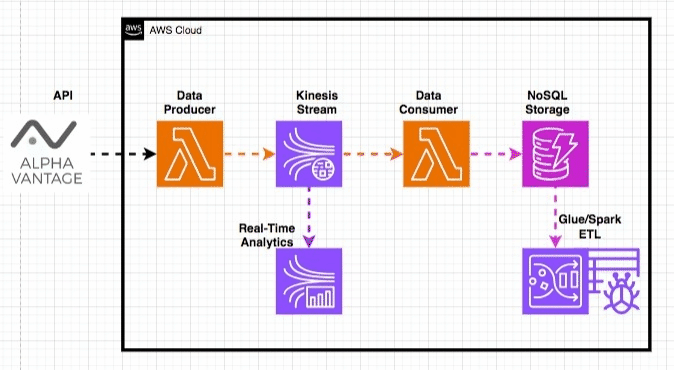 aws
AWS Cloud
API
Data
Producer
Kinesis
Stream
Data
Consumer
NoSQL
Storage
ALPHA
VANTAGE
Real-Time
Analytics
Glue/Spark
ETL